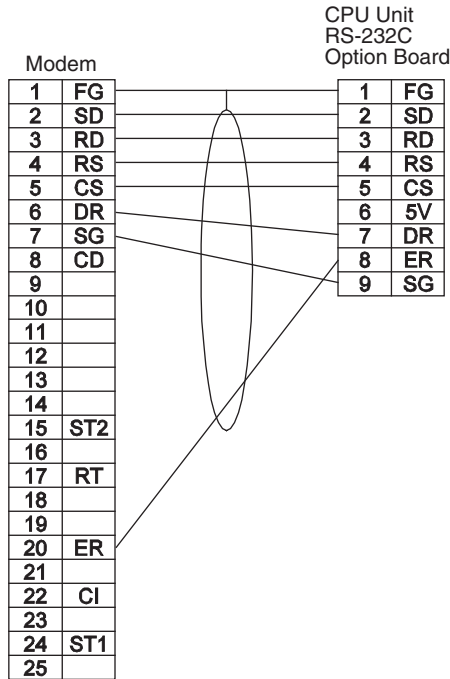 CPU Unit
RS-232C
Option Board
Modem
1 FG 1 FG
2 SD 2 SD
3 RD 3 RD
4 RS 4 RS
5 CS 5 CS
6 DR 6 5V
7 SG 7 DR
8 CD 8 ER
9 9 SG
10
11
12
13
14
15 ST2
16
17 RT
18
19
20 ER
21
22 CI
23
24 ST1
25